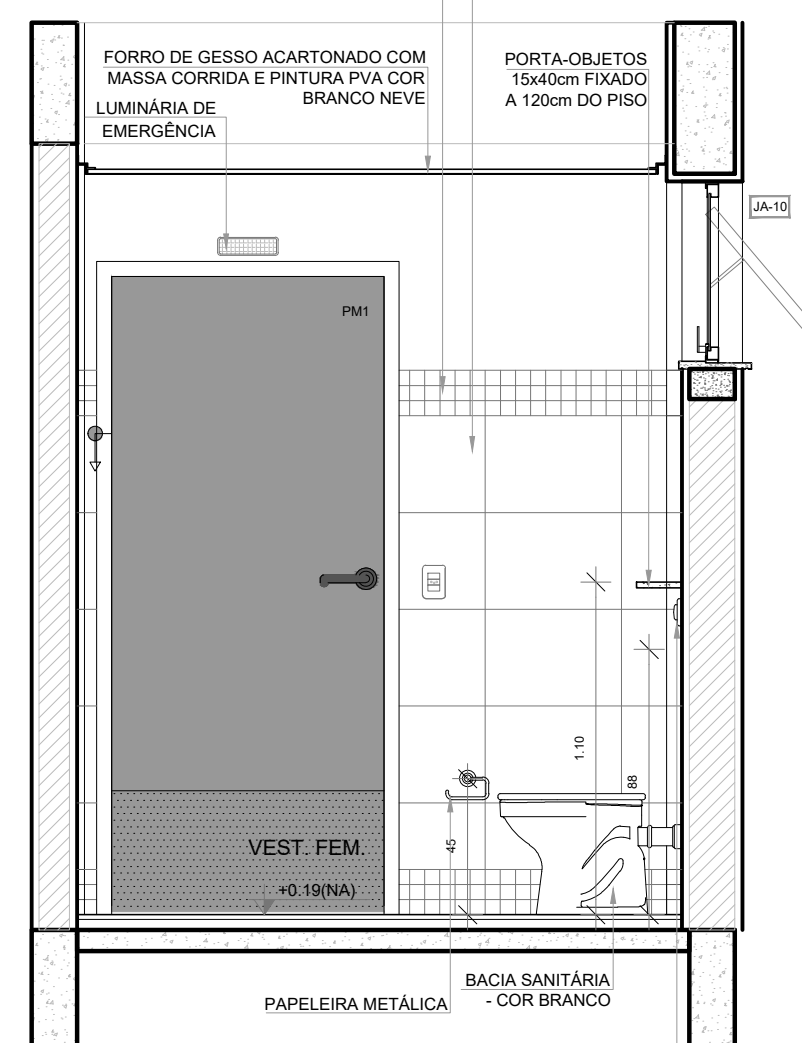 FORRO DE GESSO ACARTONADO COM
MASSA CORRIDA E PINTURA PVA COR
BRANCO NEVE
PORTA-OBJETOS
15x40cm FIXADO
A 120cm DO PISO
LUMINÁRIA DE
EMERGÊNCIA
JA-10
PM1
1.10
88
45
VEST. FEM.
+0.19(NA)
BACIA SANITÁRIA
- COR BRANCO
PAPELEIRA METÁLICA